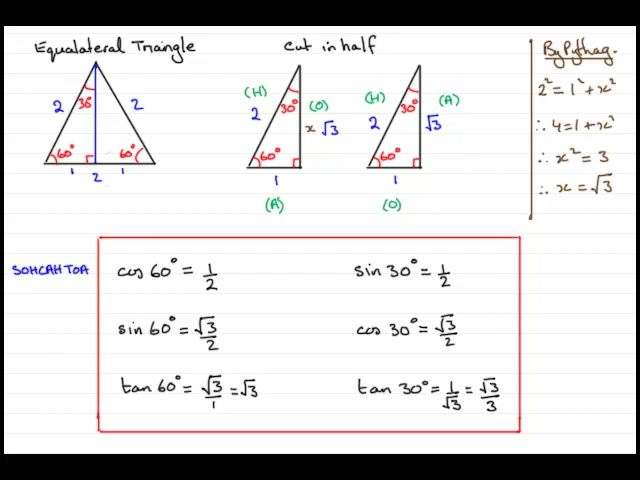 Equalateral Triangle
cut in half
By Pythag.
2 2 30° 60° 60° 1 1 2
(H) 2 30° (O) x √3 60° 1 (A)
(H) 2 30° (A) √3 60° 1 (O)
2² = 1² + x²
∴ 4 = 1 + x²
∴ x² = 3
∴ x = √3
SOHCAHTOA
cos 60° = 1/2
sin 30° = 1/2
sin 60° = √3/2
cos 30° = √3/2
tan 60° = √3/1 = √3
tan 30° = 1/√3 = √3/3